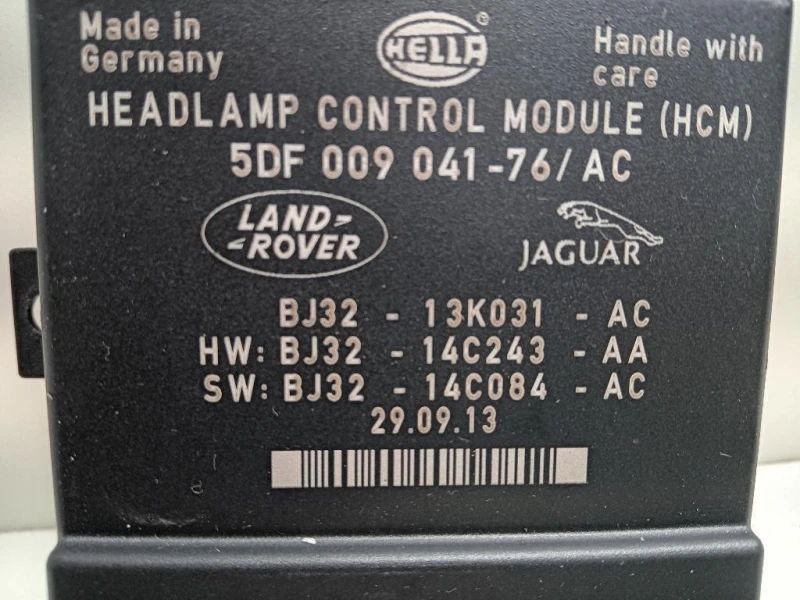 Made in
Germany
HELLA ®
Handle with
care
HEADLAMP CONTROL MODULE (HCM)
5DF 009 041-76/AC
LAND-
-ROVER
JAGUAR
BJ32 - 13K031 - AC
HW: BJ32 - 14C243 - AA
SW: BJ32 - 14C084 - AC
29.09.13